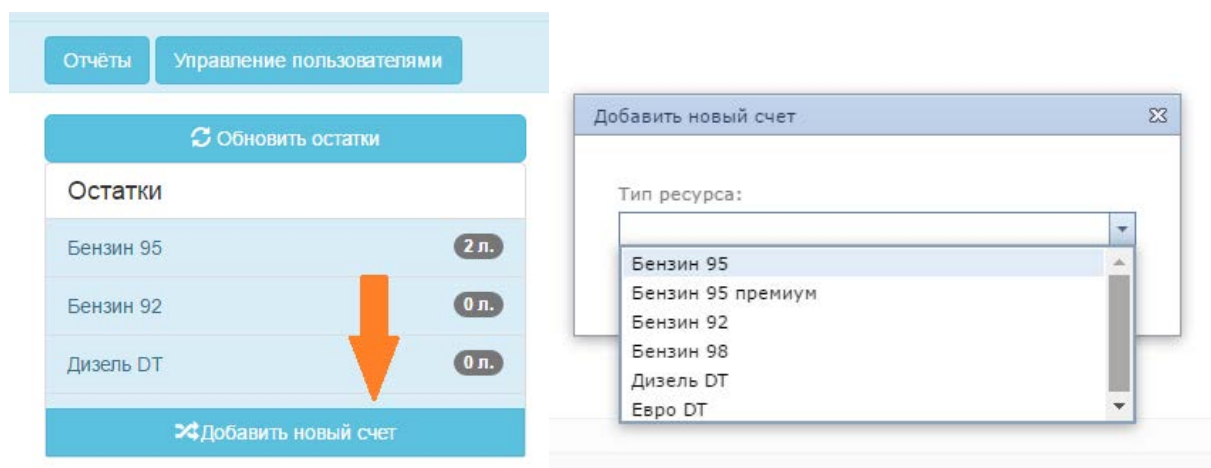 Отчёты
Управление пользователями
Обновить остатки
Остатки
Бензин 95
2 л.
Бензин 92
0 л.
Дизель DT
0 л.
Добавить новый счет
Добавить новый счет
Тип ресурса:
Бензин 95
Бензин 95 премиум
Бензин 92
Бензин 98
Дизель DT
Евро DT